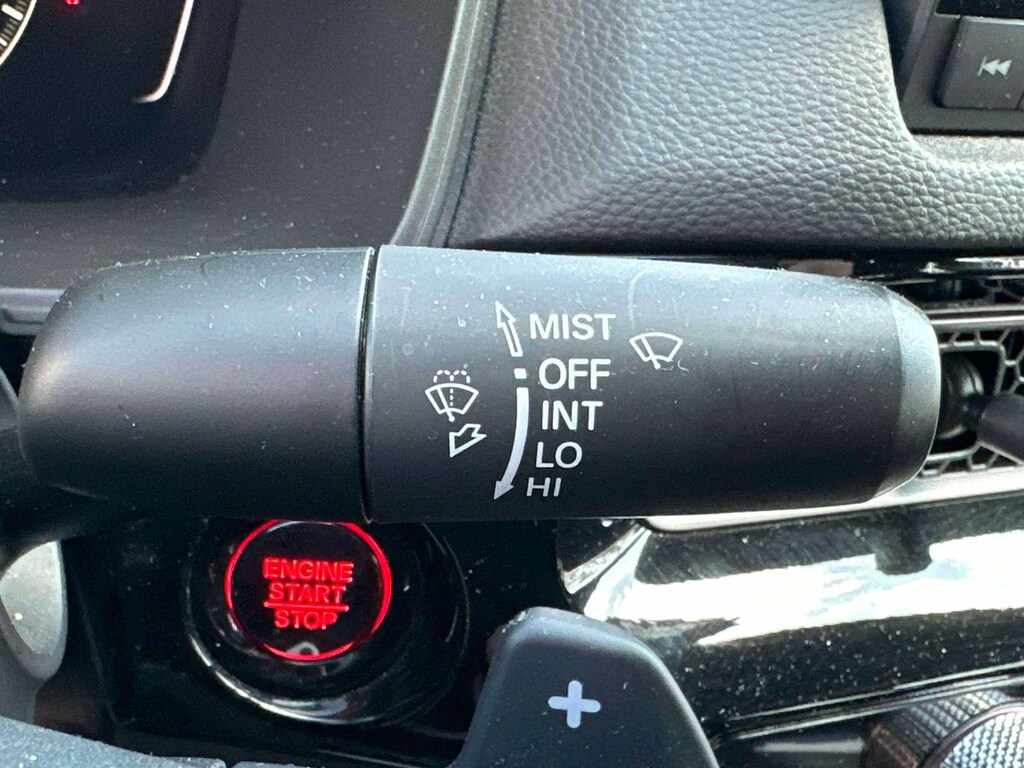 MIST
OFF
INT
LO
HI
ENGINE
START
STOP
+